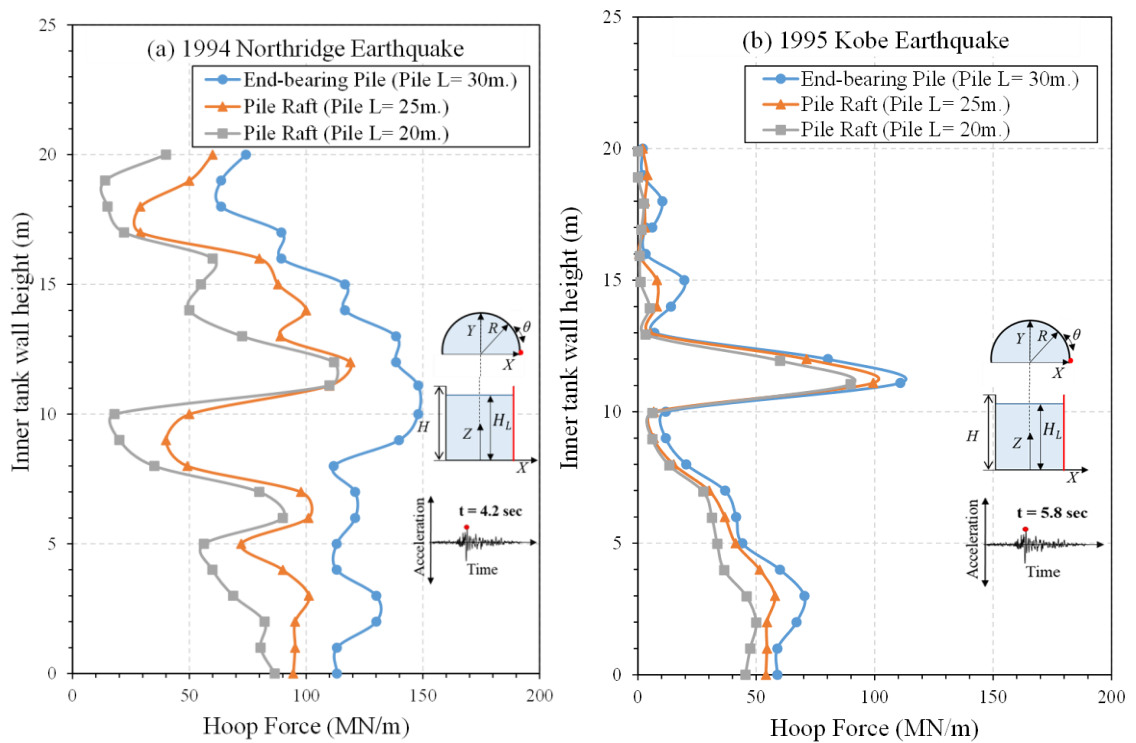 (a) 1994 Northridge Earthquake
End-bearing Pile (Pile L= 30m.)
Pile Raft (Pile L= 25m.)
Pile Raft (Pile L= 20m.)
25
20
15
10
5
0
Inner tank wall height (m)
0 50 100 150 200
Hoop Force (MN/m)
Y R θ
X
H Z H_L
X
t = 4.2 sec
Acceleration
Time
(b) 1995 Kobe Earthquake
End-bearing Pile (Pile L= 30m.)
Pile Raft (Pile L= 25m.)
Pile Raft (Pile L= 20m.)
25
20
15
10
5
0
Inner tank wall height (m)
0 50 100 150 200
Hoop Force (MN/m)
Y R θ
X
H Z H_L
X
t = 5.8 sec
Acceleration
Time